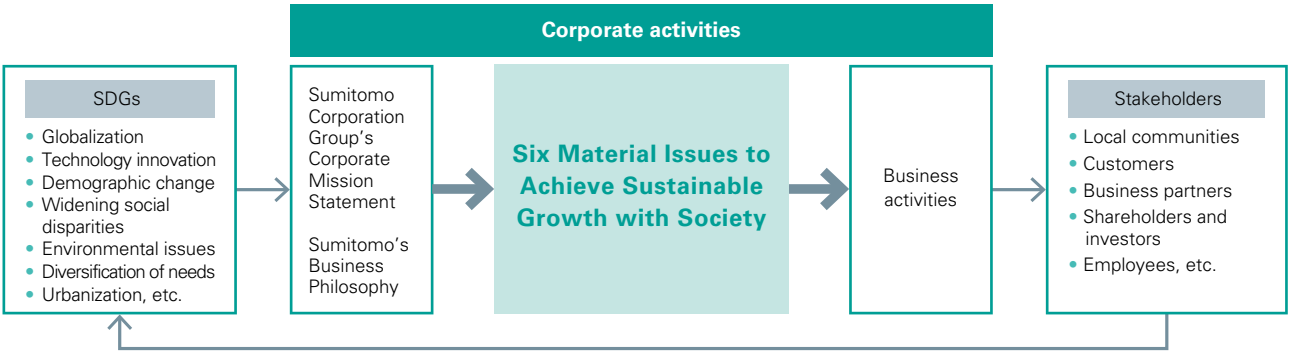 Corporate activities
SDGs
• Globalization
• Technology innovation
• Demographic change
• Widening social
disparities
• Environmental issues
• Diversification of needs
• Urbanization, etc.
Sumitomo
Corporation
Group's
Corporate
Mission
Statement
Sumitomo's
Business
Philosophy
Six Material Issues to
Achieve Sustainable
Growth with Society
Business
activities
Stakeholders
• Local communities
• Customers
• Business partners
• Shareholders and
investors
• Employees, etc.